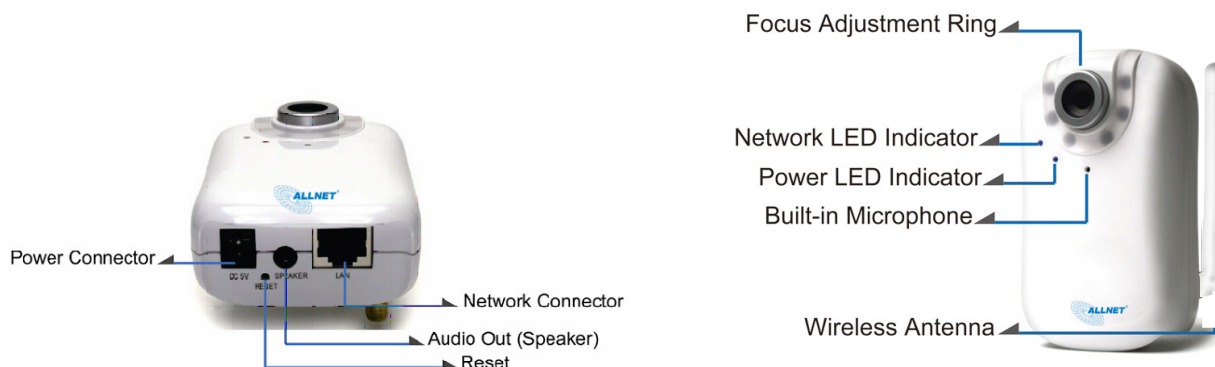 ALLNET
Power Connector
DC 5V
SPEAKER
LAN
RESET
Network Connector
Audio Out (Speaker)
Reset
Focus Adjustment Ring
Network LED Indicator
Power LED Indicator
Built-in Microphone
ALLNET
Wireless Antenna